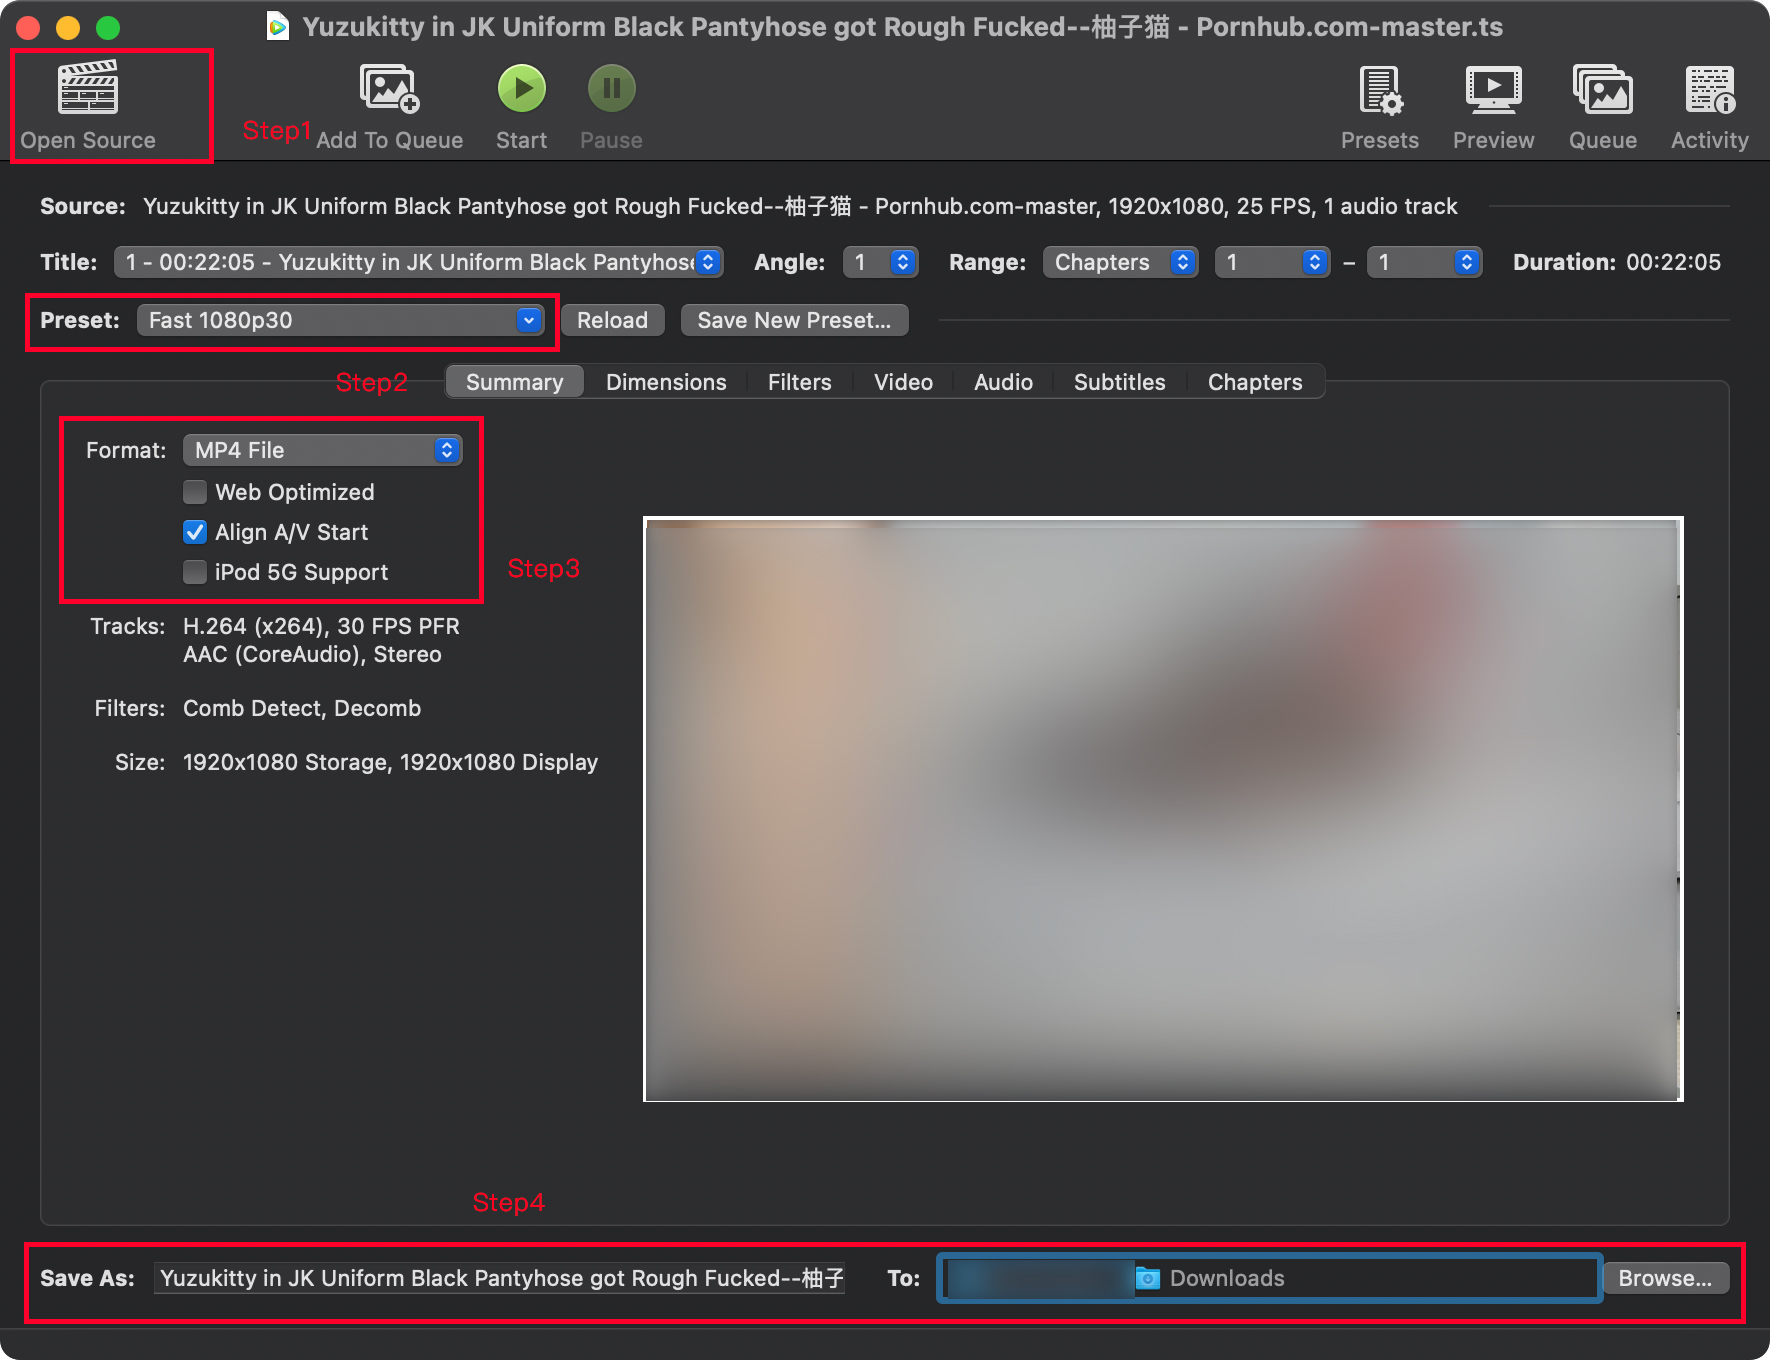 Yuzukitty in JK Uniform Black Pantyhose got Rough Fucked--柚子猫 - Pornhub.com-master.ts
Open Source
Step1
Add To Queue
Start
Pause
Presets
Preview
Queue
Activity
Source: Yuzukitty in JK Uniform Black Pantyhose got Rough Fucked--柚子猫 - Pornhub.com-master, 1920x1080, 25 FPS, 1 audio track
Title: 1 - 00:22:05 - Yuzukitty in JK Uniform Black Pantyhose Angle: 1 Range: Chapters 1 – 1 Duration: 00:22:05
Preset: Fast 1080p30 Reload Save New Preset...
Step2
Summary Dimensions Filters Video Audio Subtitles Chapters
Format: MP4 File
Web Optimized
Align A/V Start
iPod 5G Support
Step3
Tracks: H.264 (x264), 30 FPS PFR
AAC (CoreAudio), Stereo
Filters: Comb Detect, Decomb
Size: 1920x1080 Storage, 1920x1080 Display
Step4
Save As: Yuzukitty in JK Uniform Black Pantyhose got Rough Fucked--柚子 To: Downloads Browse...